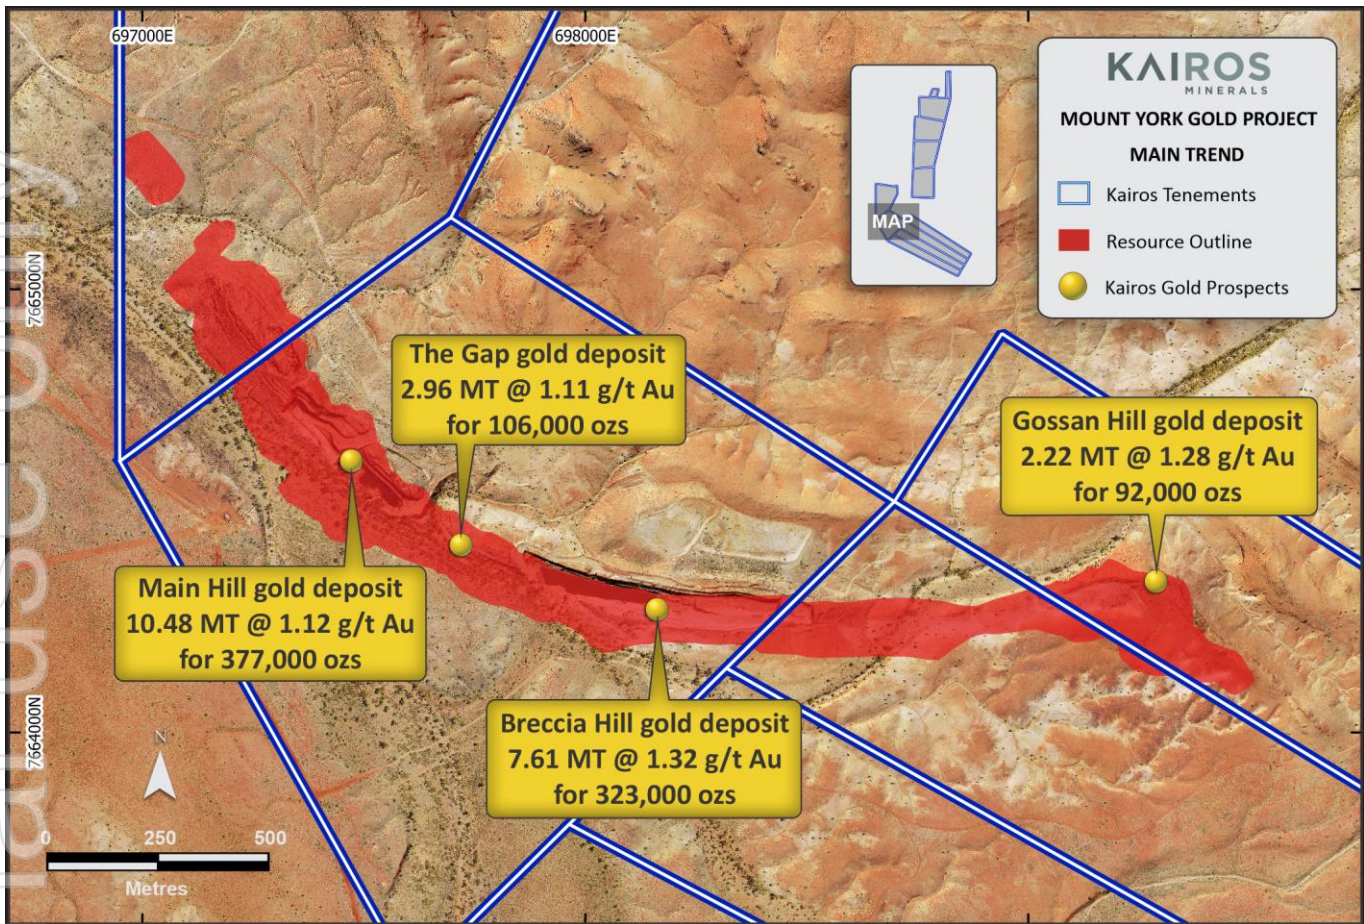 697000E
698000E
7665000N
7664000N
KAIROS
MINERALS
MOUNT YORK GOLD PROJECT
MAIN TREND
Kairos Tenements
Resource Outline
Kairos Gold Prospects
MAP
The Gap gold deposit
2.96 MT @ 1.11 g/t Au
for 106,000 ozs
Gossan Hill gold deposit
2.22 MT @ 1.28 g/t Au
for 92,000 ozs
Main Hill gold deposit
10.48 MT @ 1.12 g/t Au
for 377,000 ozs
Breccia Hill gold deposit
7.61 MT @ 1.32 g/t Au
for 323,000 ozs
N
0 250 500
Metres